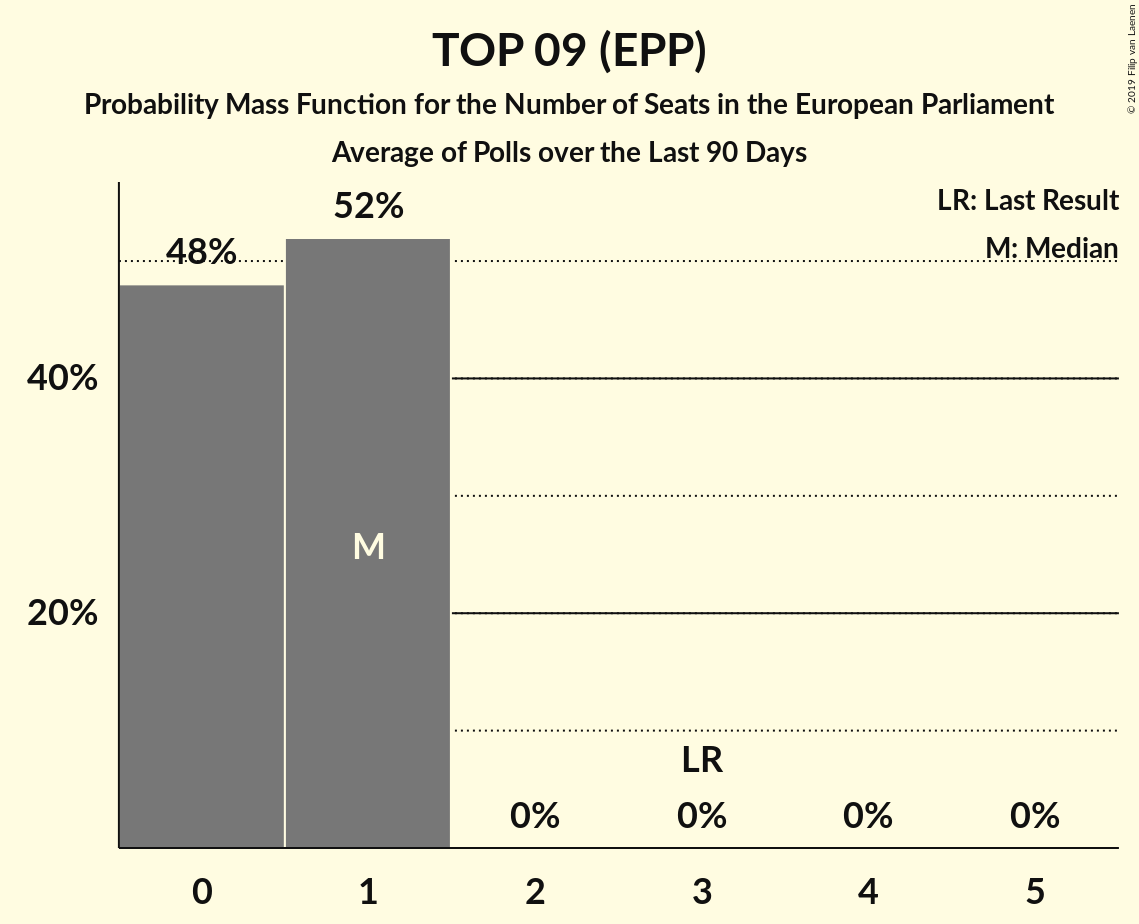 TOP 09 (EPP)
Probability Mass Function for the Number of Seats in the European Parliament
Average of Polls over the Last 90 Days
© 2019 Filip van Laenen
LR: Last Result
M: Median
52%
48%
40%
M
20%
LR
0% 0% 0% 0%
0 1 2 3 4 5